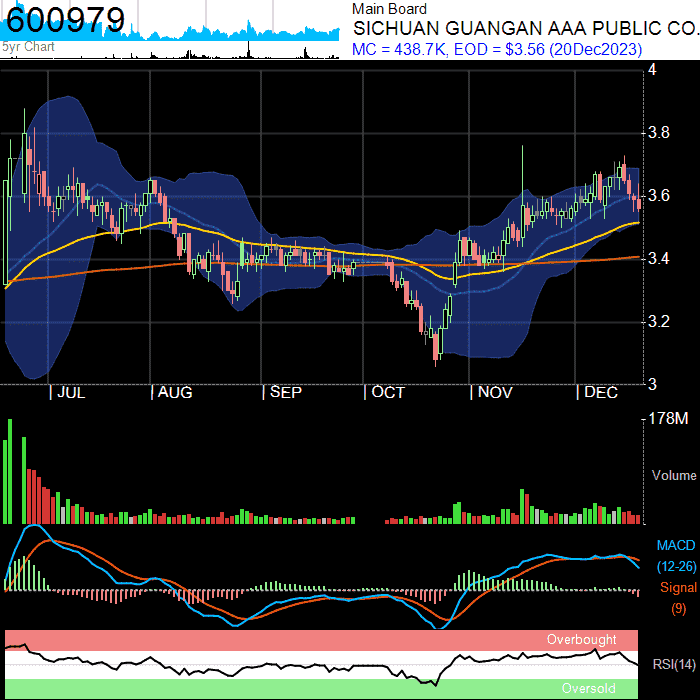 600979
5yr Chart
Main Board
SICHUAN GUANGAN AAA PUBLIC CO.
MC = 438.7K, EOD = $3.56 (20Dec2023)
4
3.8
3.6
3.4
3.2
3
JUL
AUG
SEP
OCT
NOV
DEC
178M
Volume
MACD
(12-26)
Signal
(9)
Overbought
RSI(14)
Oversold